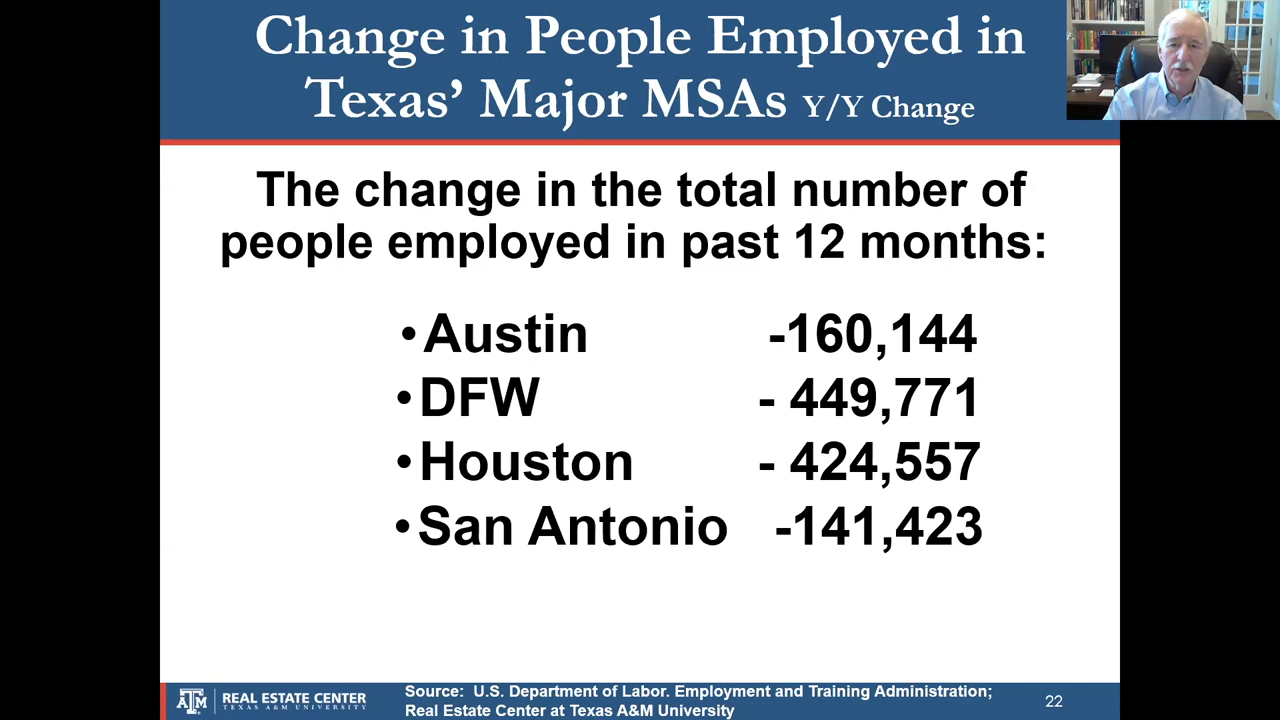 Change in People Employed in
Texas’ Major MSAs Y/Y Change
The change in the total number of
people employed in past 12 months:
•Austin -160,144
•DFW - 449,771
•Houston - 424,557
•San Antonio -141,423
ATM
REAL ESTATE CENTER
TEXAS A&M UNIVERSITY
Source: U.S. Department of Labor. Employment and Training Administration;
Real Estate Center at Texas A&M University
22